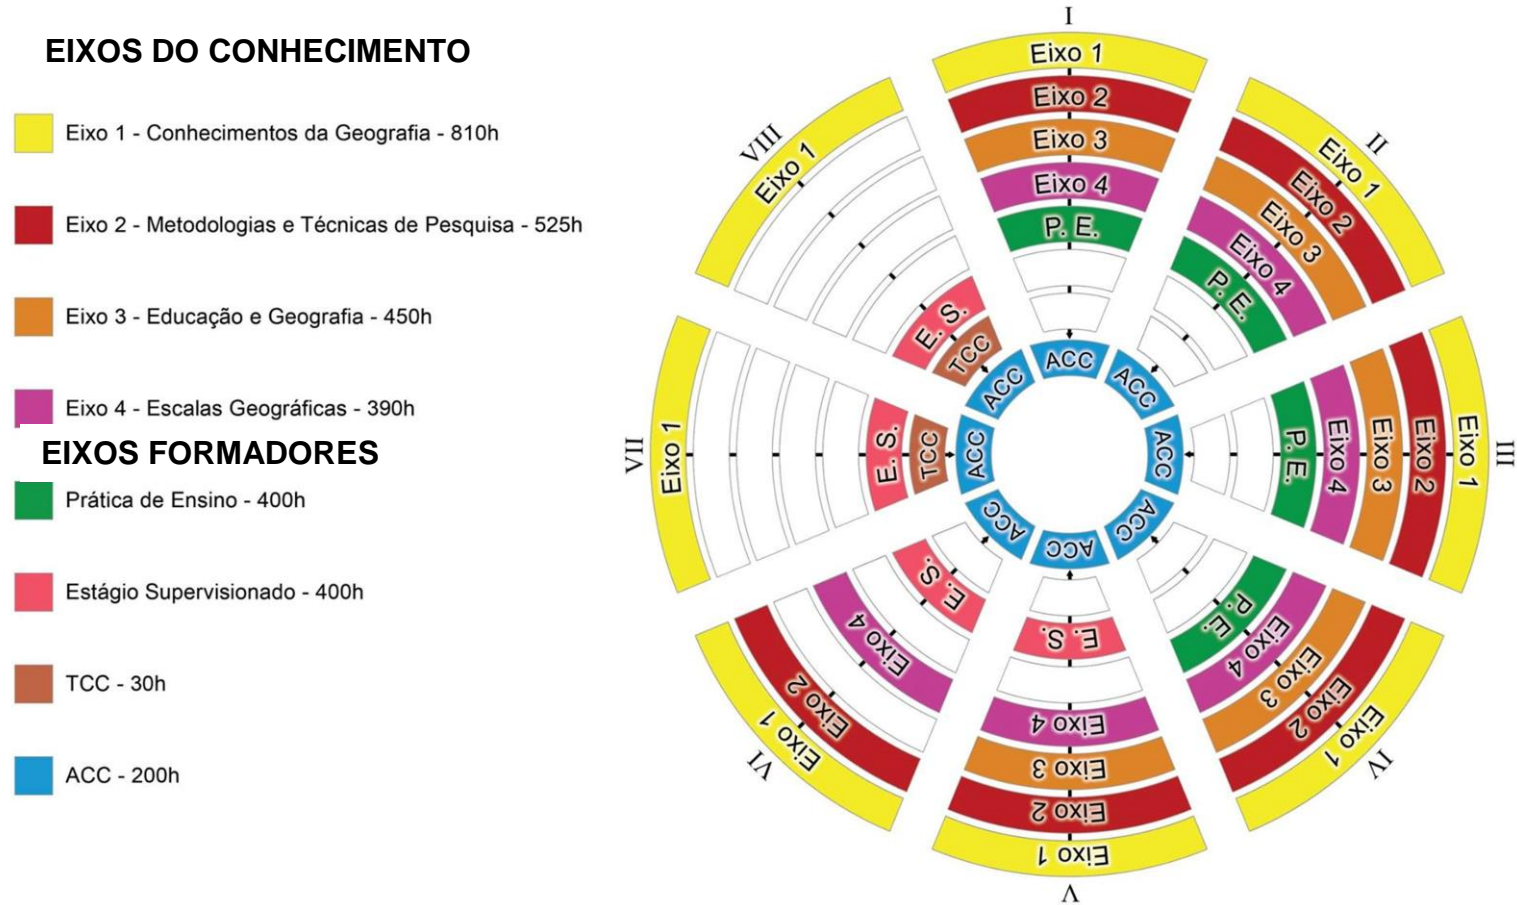 EIXOS DO CONHECIMENTO
Eixo 1 - Conhecimentos da Geografia - 810h
Eixo 2 - Metodologias e Técnicas de Pesquisa - 525h
Eixo 3 - Educação e Geografia - 450h
Eixo 4 - Escalas Geográficas - 390h
EIXOS FORMADORES
Prática de Ensino - 400h
Estágio Supervisionado - 400h
TCC - 30h
ACC - 200h
I
Eixo 1
Eixo 2
Eixo 3
Eixo 4
P. E.
ACC
II
Eixo 1
Eixo 2
Eixo 3
Eixo 4
P. E.
ACC
III
Eixo 1
Eixo 2
Eixo 3
Eixo 4
P. E.
ACC
IV
Eixo 1
Eixo 2
Eixo 3
Eixo 4
P. E.
ACC
V
Eixo 1
Eixo 2
Eixo 3
Eixo 4
E. S.
ACC
VI
Eixo 1
Eixo 2
Eixo 4
E. S.
ACC
VII
Eixo 1
E. S.
TCC
ACC
VIII
Eixo 1
E. S.
TCC
ACC